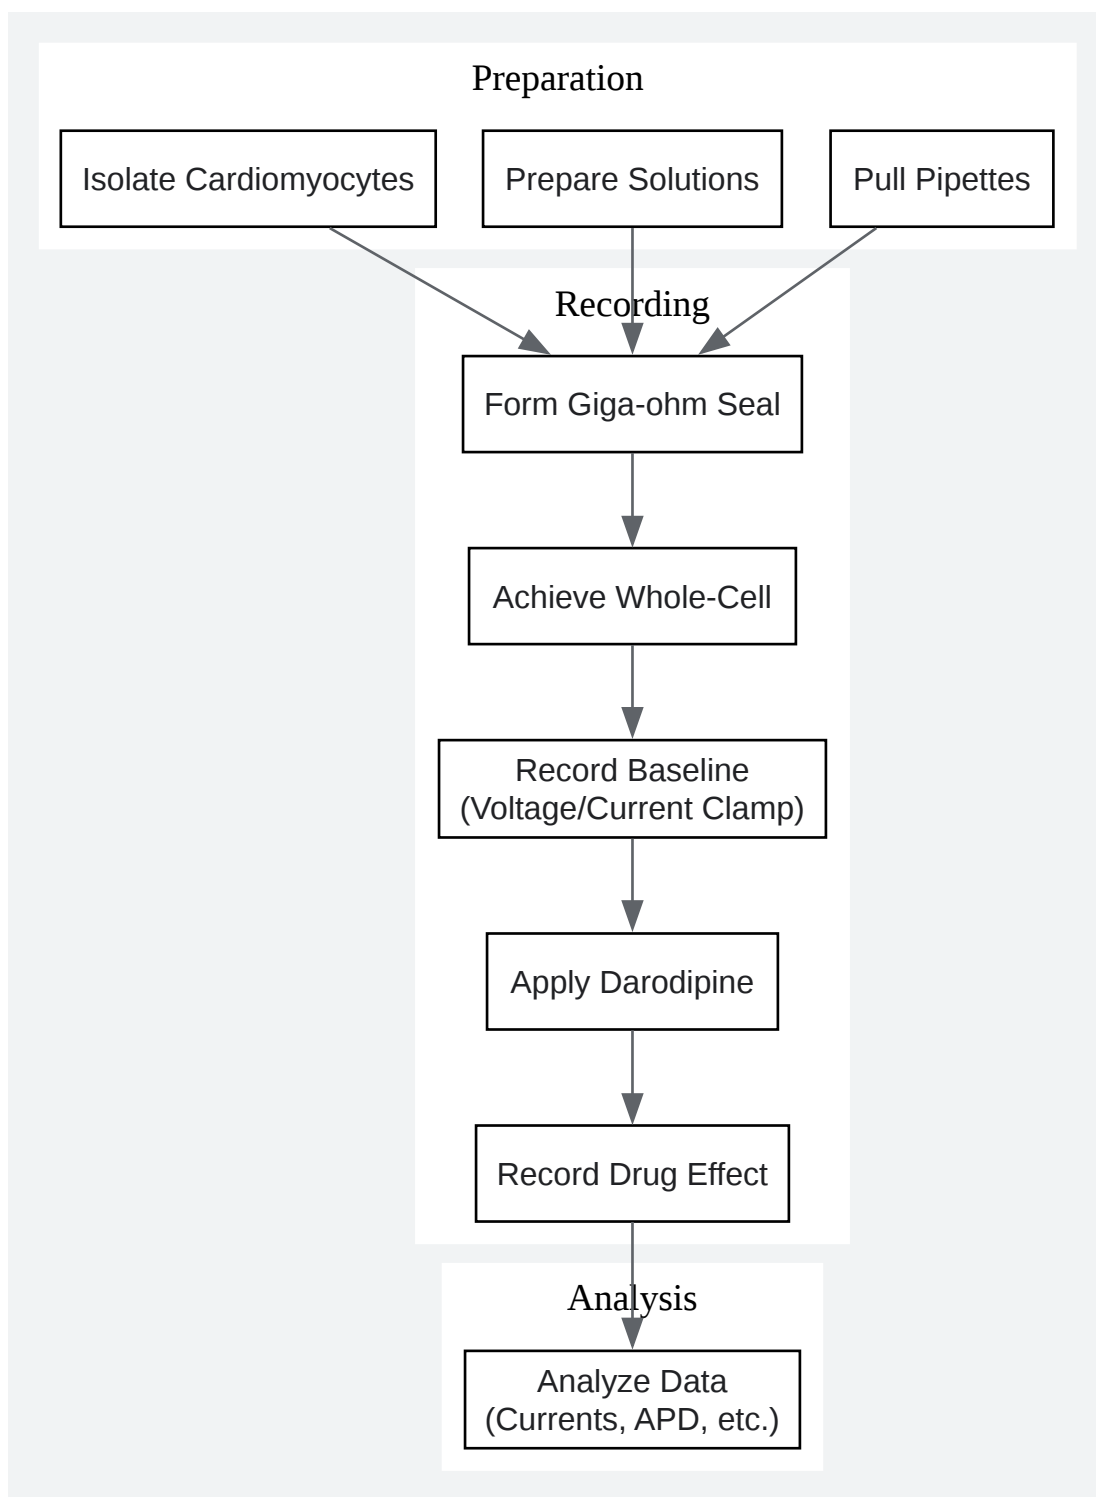 Preparation
Isolate Cardiomyocytes
Prepare Solutions
Pull Pipettes
Recording
Form Giga-ohm Seal
Achieve Whole-Cell
Record Baseline
(Voltage/Current Clamp)
Apply Darodipine
Record Drug Effect
Analysis
Analyze Data
(Currents, APD, etc.)